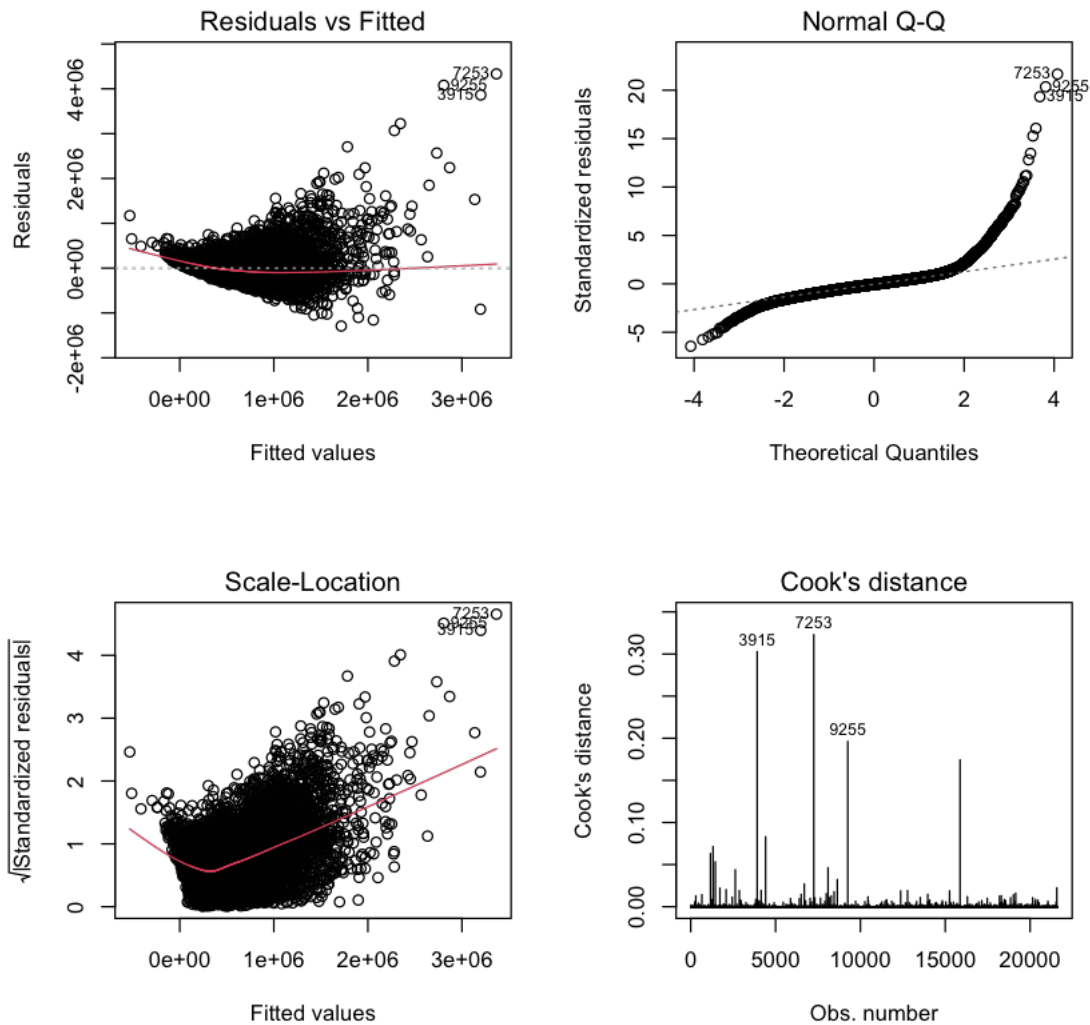 Residuals vs Fitted
Residuals
-2e+06
0e+00
2e+06
4e+06
7253
9255
3915
0e+00
1e+06
2e+06
3e+06
Fitted values
Normal Q-Q
Standardized residuals
-5
0
5
10
15
20
7253
9255
3915
-4
-2
0
2
4
Theoretical Quantiles
Scale-Location
√|Standardized residuals|
0
1
2
3
4
7253
9255
3915
0e+00
1e+06
2e+06
3e+06
Fitted values
Cook's distance
Cook's distance
0.00
0.10
0.20
0.30
3915
7253
9255
0
5000
10000
15000
20000
Obs. number